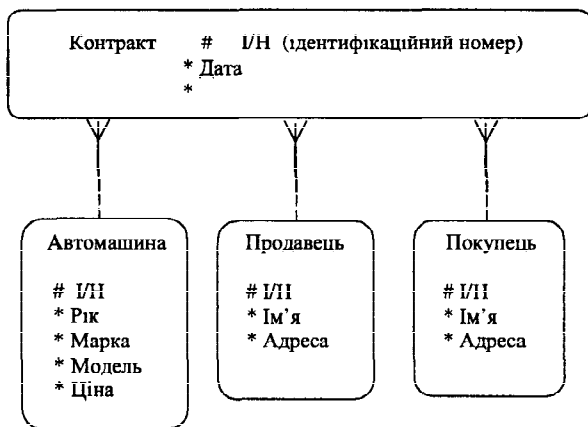 Контракт # І/Н (ідентифікаційний номер)
* Дата
*
Автомашина
# І/Н
* Рік
* Марка
* Модель
* Ціна
Продавець
# І/Н
* Ім'я
* Адреса
Покупець
# І/Н
* Ім'я
* Адреса